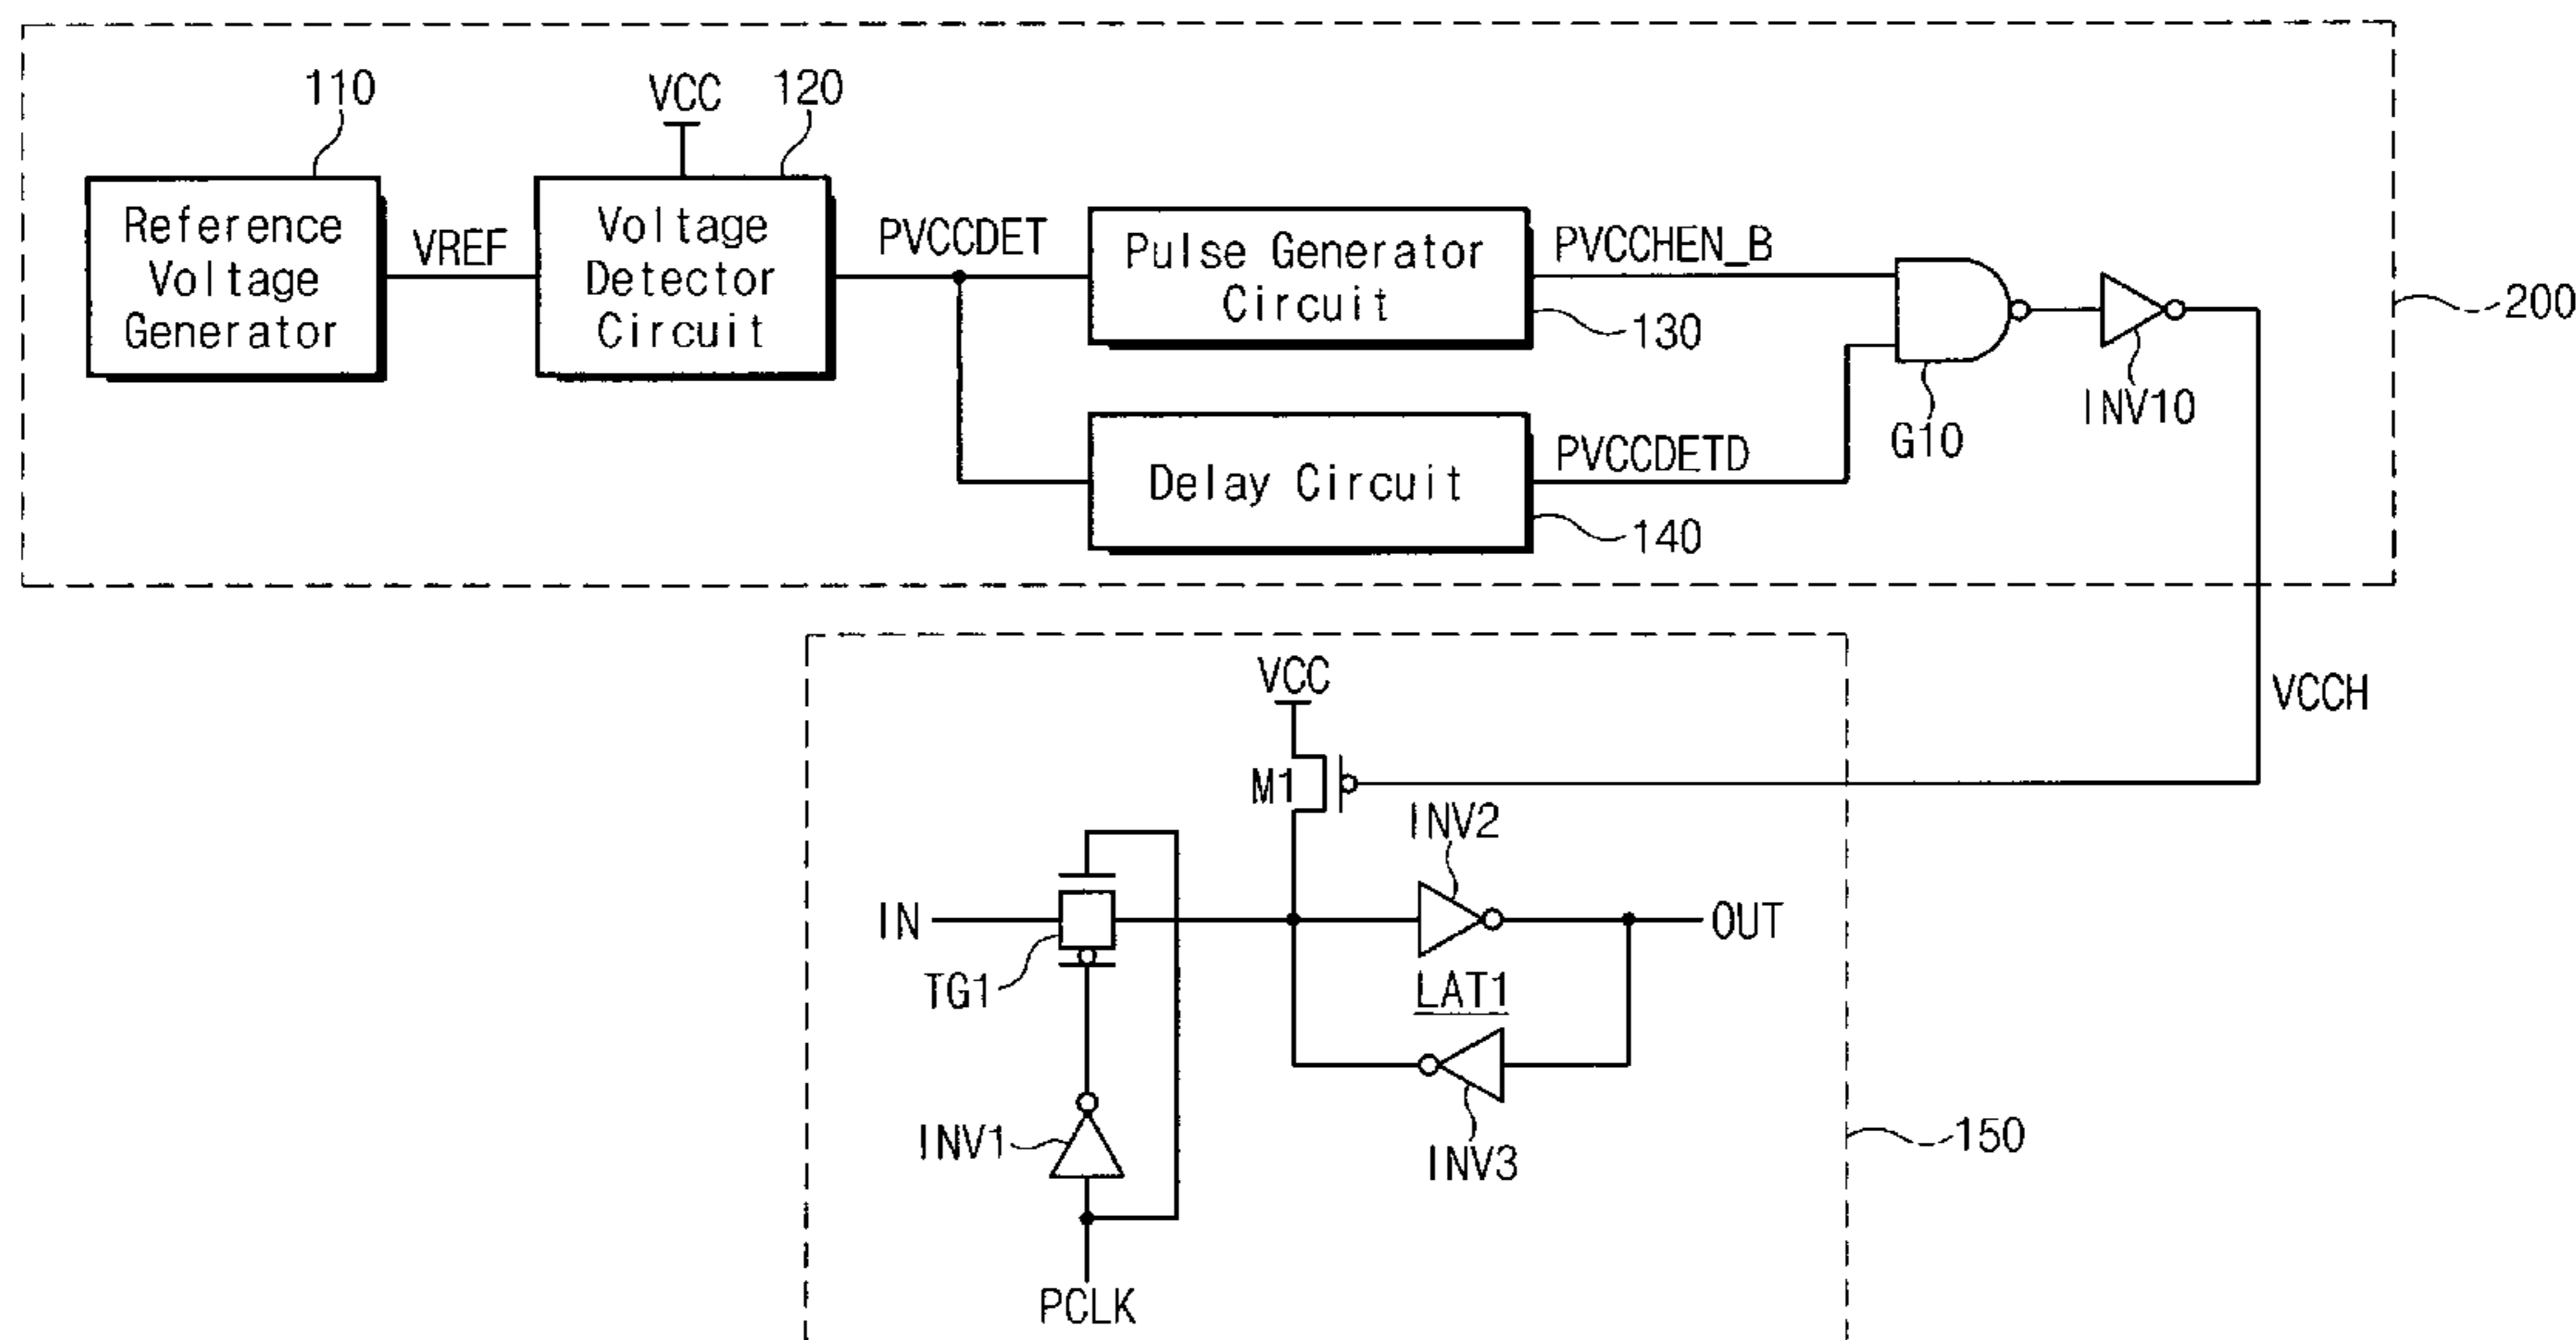 110
VCC
120
Reference
Voltage
Generator
VREF
Voltage
Detector
Circuit
PVCCDET
Pulse Generator
Circuit
PVCCHEN_B
130
G10
INV10
200
Delay Circuit
PVCCDETD
140
VCCH
VCC
M1
INV2
IN
OUT
TG1
LAT1
INV1
INV3
150
PCLK